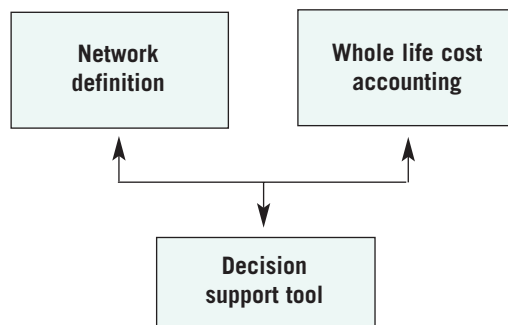 Network
definition
Whole life cost
accounting
Decision
support tool